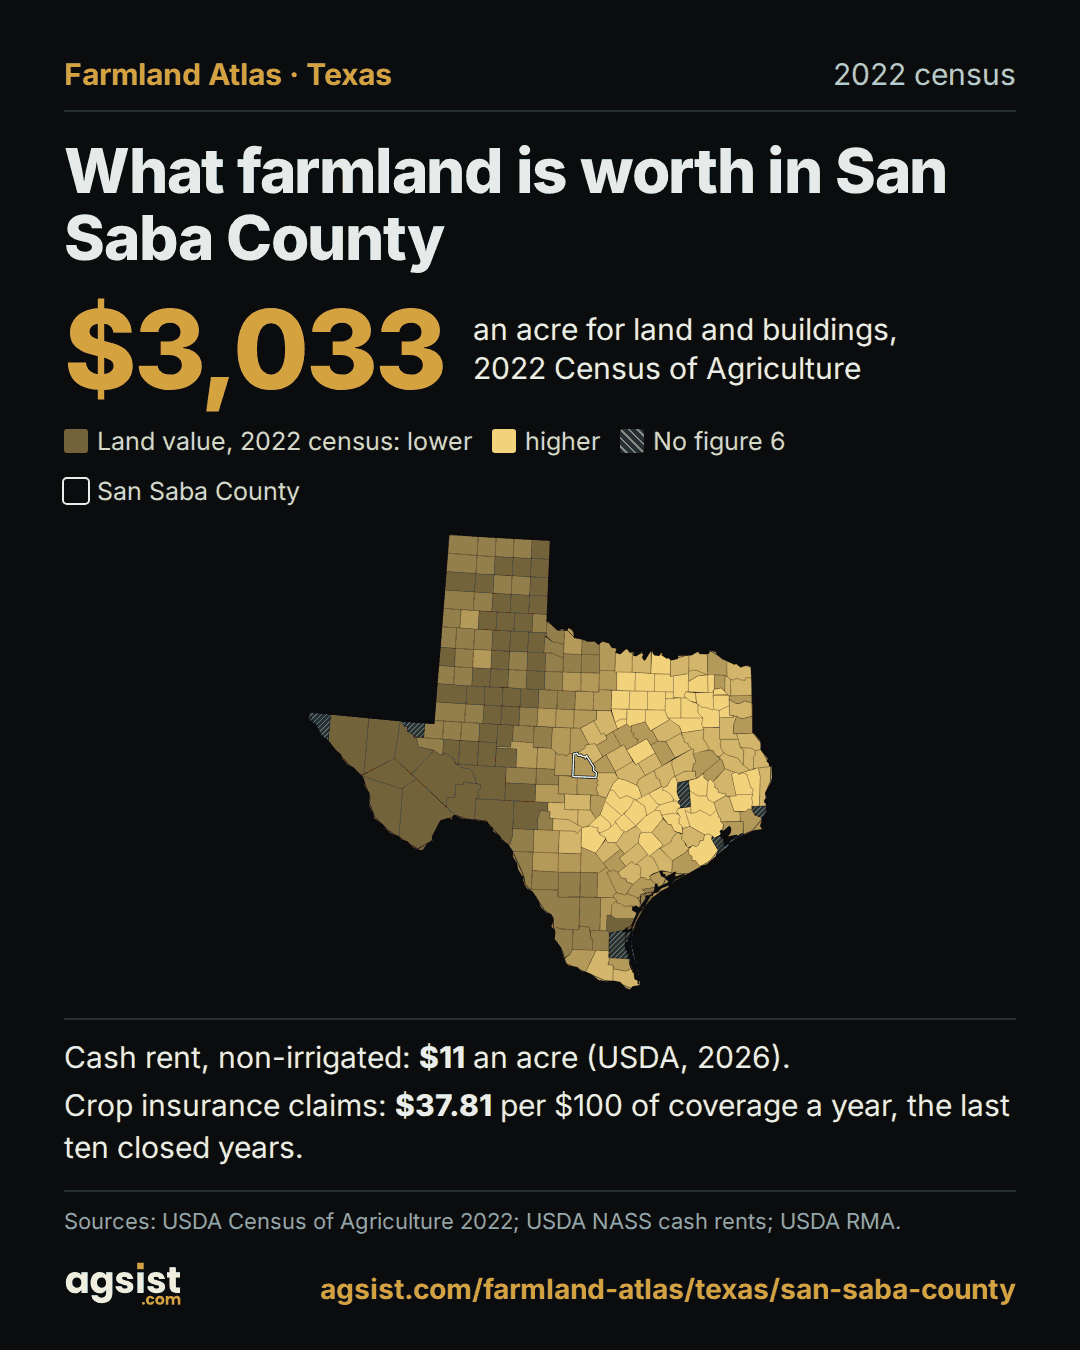 Farmland Atlas · Texas
2022 census
What farmland is worth in San
Saba County
$3,033
an acre for land and buildings,
2022 Census of Agriculture
Land value, 2022 census: lower
higher
No figure 6
San Saba County
Cash rent, non-irrigated: $11 an acre (USDA, 2026).
Crop insurance claims: $37.81 per $100 of coverage a year, the last
ten closed years.
Sources: USDA Census of Agriculture 2022; USDA NASS cash rents; USDA RMA.
agsist
.com
agsist.com/farmland-atlas/texas/san-saba-county